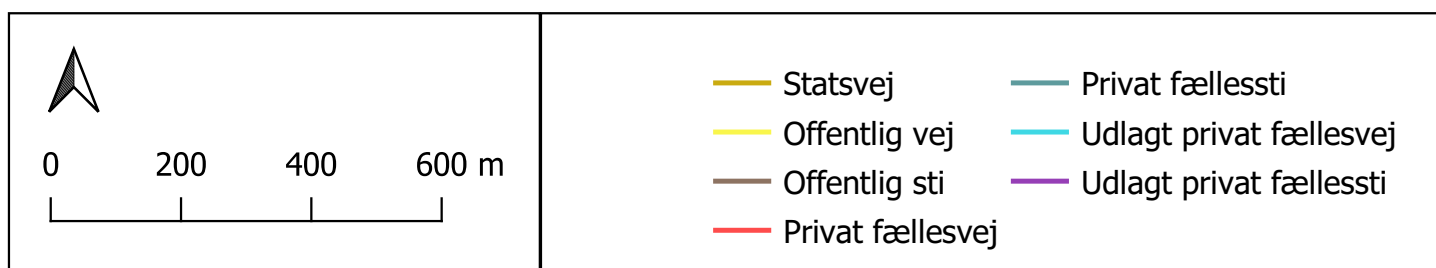 0 200 400 600 m
Statsvej
Offentlig vej
Offentlig sti
Privat fællesvej
Privat fællessti
Udlagt privat fællesvej
Udlagt privat fællessti